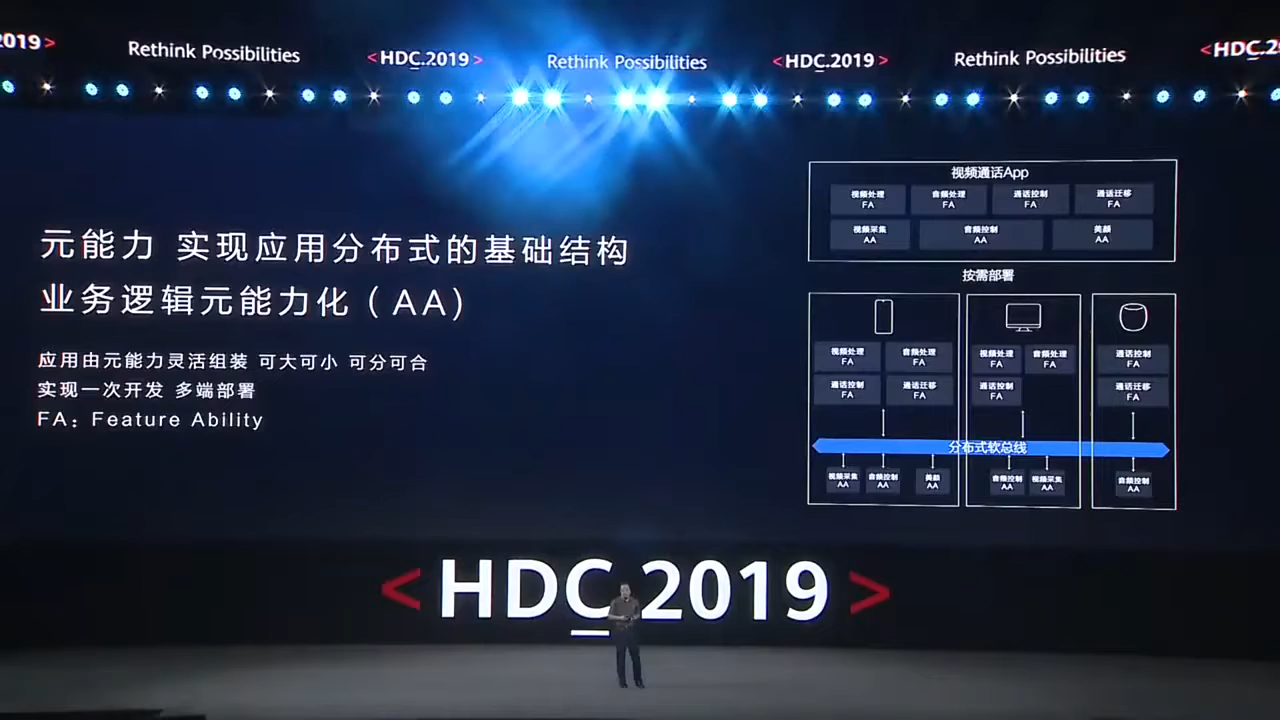 2019>
Rethink Possibilities
<HDC.2019>
Rethink Possibilities
<HDC.2019>
Rethink Possibilities
<HDC.2
元能力 实现应用分布式的基础结构
业务逻辑元能力化（AA）
应用由元能力灵活组装 可大可小 可分可合
实现一次开发 多端部署
FA：Feature Ability
视频通话App
视频处理
FA
音频处理
FA
通话控制
FA
通话迁移
FA
视频采集
AA
音频控制
AA
美颜
AA
按需部署
视频处理
FA
音频处理
FA
通话控制
FA
通话迁移
FA
视频处理
FA
音频处理
FA
通话控制
FA
通话控制
FA
通话迁移
FA
分布式软总线
视频采集
AA
音频控制
AA
美颜
AA
音频控制
AA
视频采集
AA
音频控制
AA
<HDC_2019>